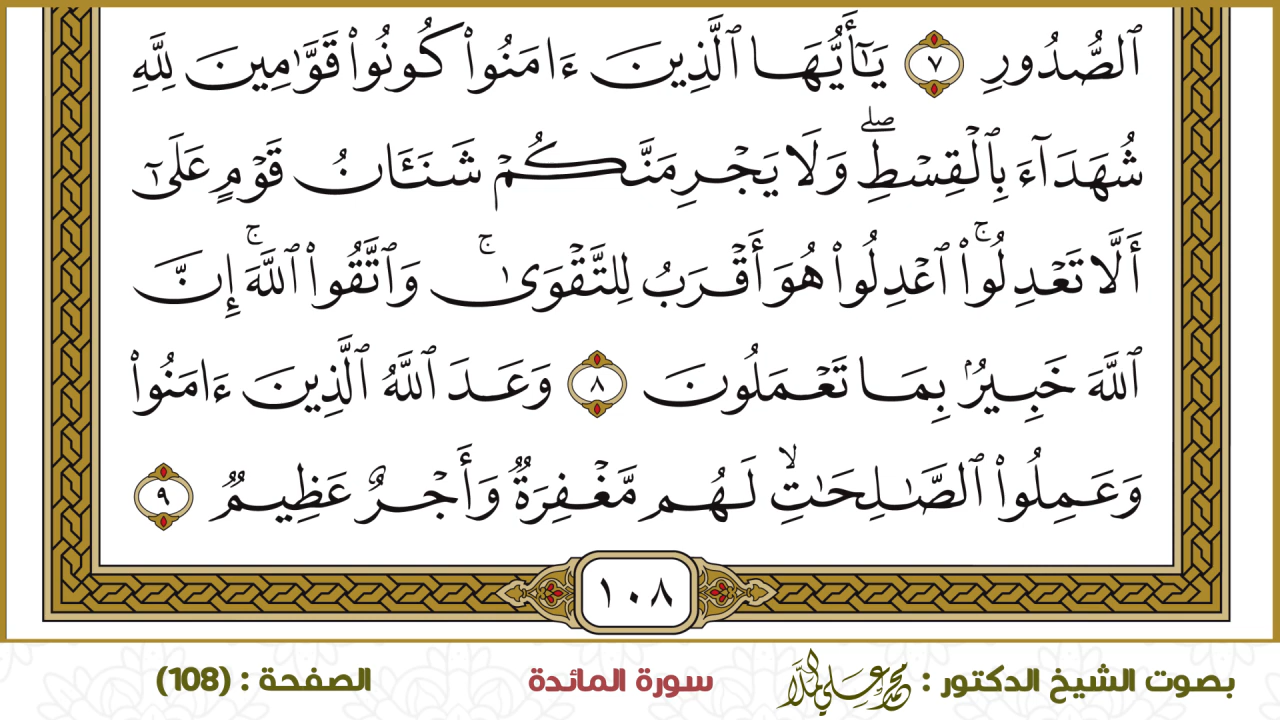 ٱلصُّدُورِ ٧ يَـٰٓأَيُّهَا ٱلَّذِينَ ءَامَنُوا۟ كُونُوا۟ قَوَّٰمِينَ لِلَّهِ
شُهَدَآءَ بِٱلْقِسْطِ ۖ وَلَا يَجْرِمَنَّكُمْ شَنَـَٔانُ قَوْمٍ عَلَىٰٓ
أَلَّا تَعْدِلُوا۟ ۚ ٱعْدِلُوا۟ هُوَ أَقْرَبُ لِلتَّقْوَىٰ ۚ وَٱتَّقُوا۟ ٱللَّهَ ۚ إِنَّ
ٱللَّهَ خَبِيرٌۢ بِمَا تَعْمَلُونَ ٨ وَعَدَ ٱللَّهُ ٱلَّذِينَ ءَامَنُوا۟
وَعَمِلُوا۟ ٱلصَّـٰلِحَـٰتِ ۙ لَهُم مَّغْفِرَةٌ وَأَجْرٌ عَظِيمٌ ٩
١٠٨
بصوت الشيخ الدكتور : محمد علي الملا سورة المائدة الصفحة : (108)